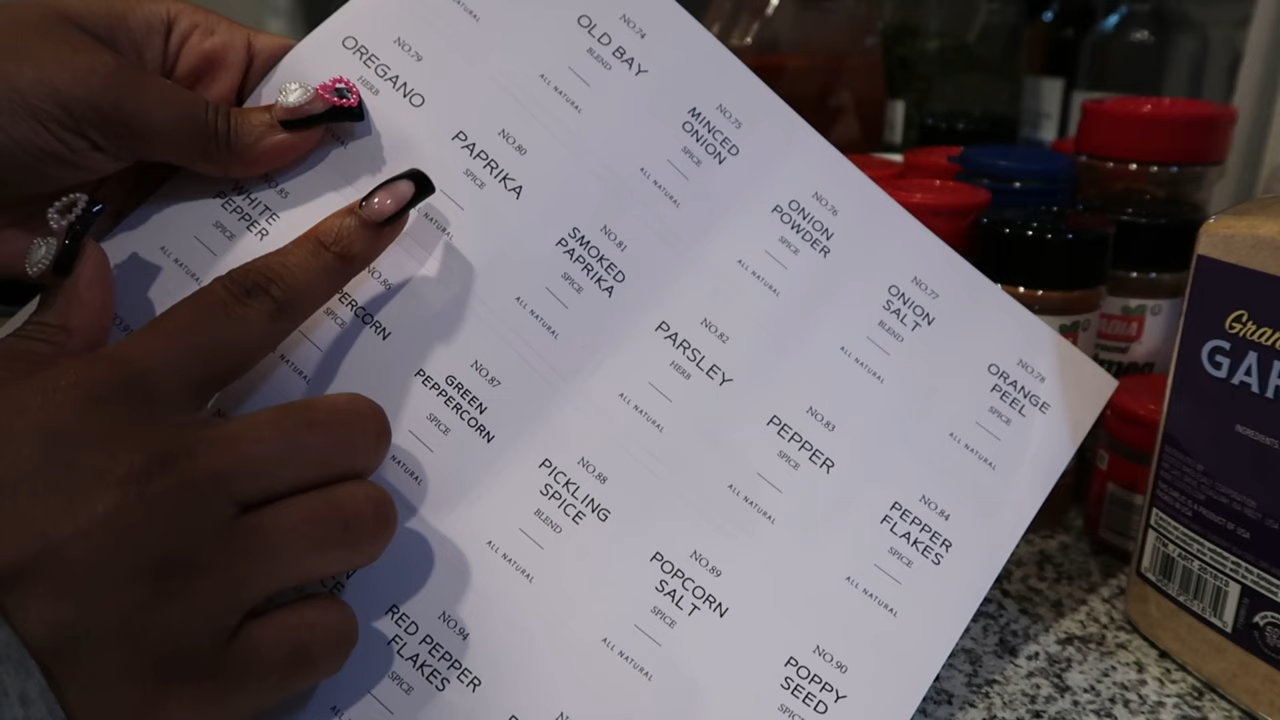 NATURAL
NO.74
OLD BAY
BLEND
ALL NATURAL
NO.75
MINCED
ONION
SPICE
ALL NATURAL
NO.76
ONION
POWDER
SPICE
ALL NATURAL
NO.77
ONION
SALT
BLEND
ALL NATURAL
NO.78
ORANGE
PEEL
SPICE
ALL NATURAL
NO.79
OREGANO
HERB
NO.80
PAPRIKA
SPICE
NO.81
SMOKED
PAPRIKA
SPICE
ALL NATURAL
NO.82
PARSLEY
HERB
ALL NATURAL
NO.83
PEPPER
SPICE
ALL NATURAL
NO.84
PEPPER
FLAKES
SPICE
ALL NATURAL
WHITE
PEPPER
SPICE
ALL NATURAL
NO.86
SPICE
NATURAL
NO.87
GREEN
PEPPERCORN
SPICE
NATURAL
NO.88
PICKLING
SPICE
BLEND
ALL NATURAL
NO.89
POPCORN
SALT
SPICE
ALL NATURAL
NO.90
POPPY
SEED
NO.94
RED PEPPER
FLAKES
SPICE